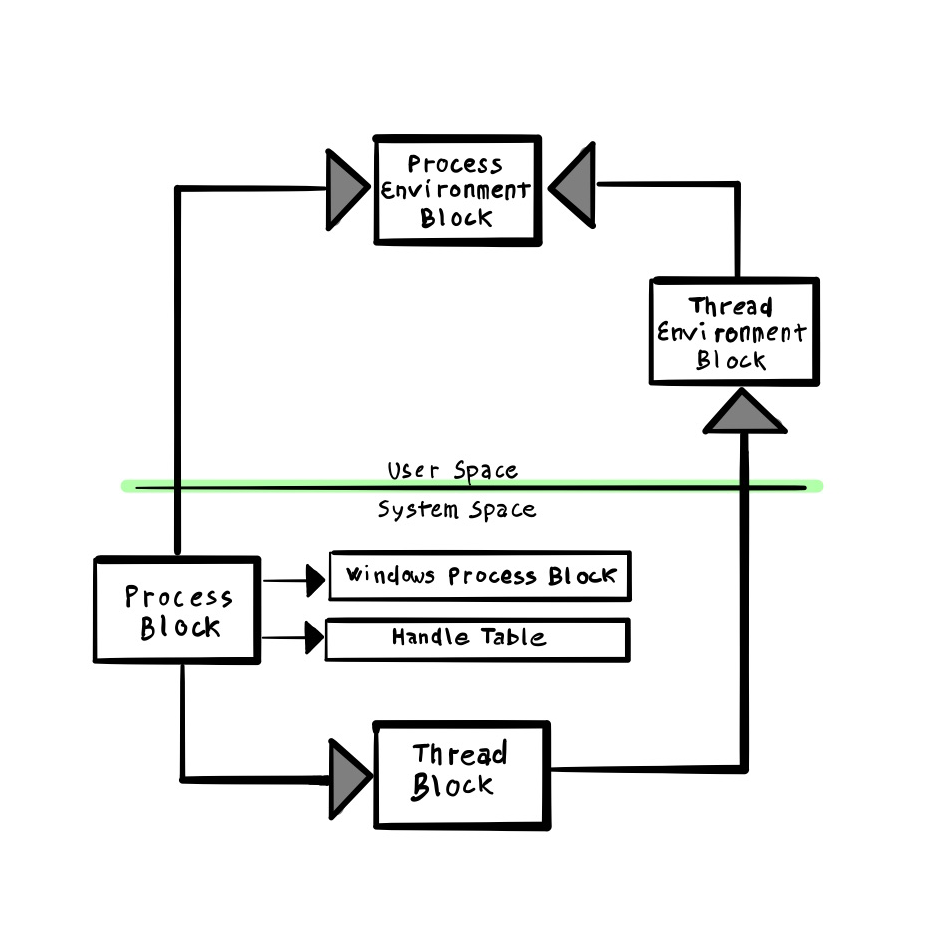 Process
Environment
Block
Thread
Environment
Block
User Space
System Space
Process
Block
Windows Process Block
Handle Table
Thread
Block